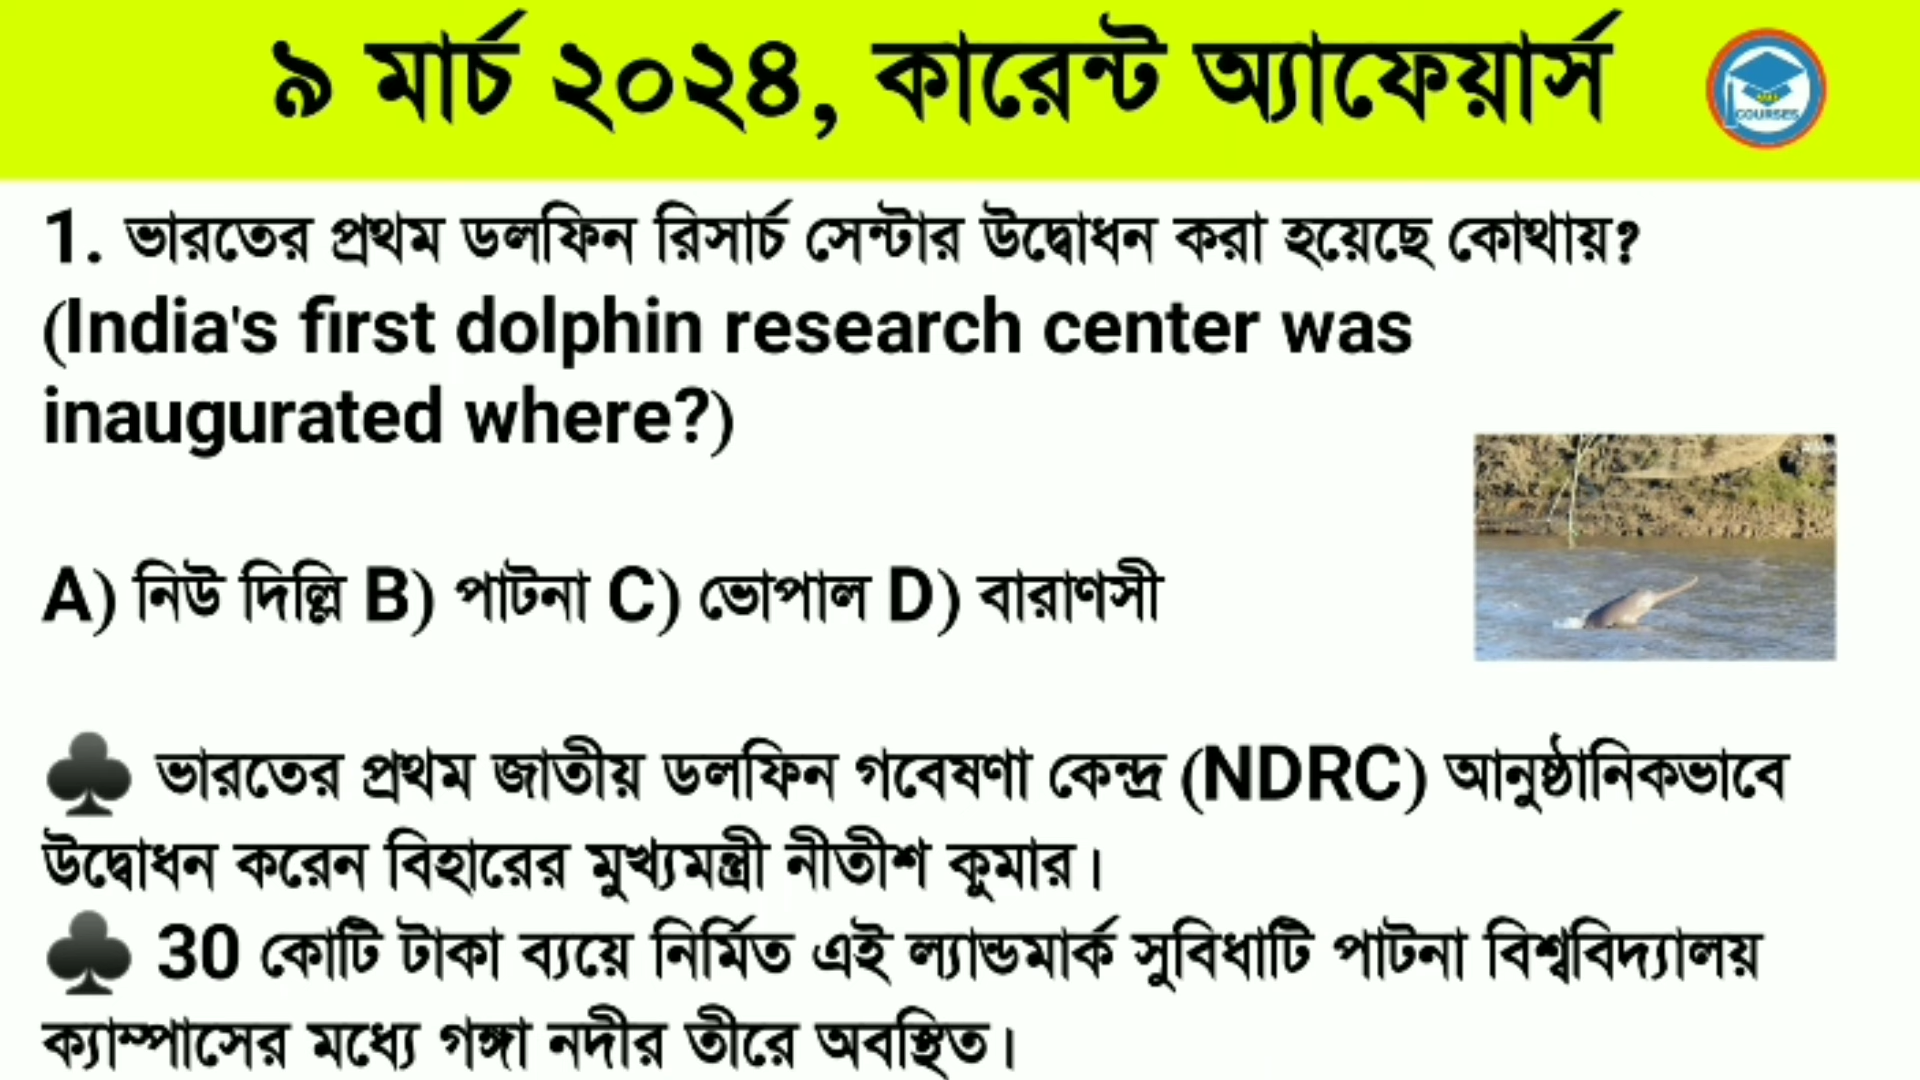 ৯ মার্চ ২০২৪, কারেন্ট অ্যাফেয়ার্স
COURSES
1. ভারতের প্রথম ডলফিন রিসার্চ সেন্টার উদ্বোধন করা হয়েছে কোথায়?
(India's first dolphin research center was
inaugurated where?)
A) নিউ দিল্লি B) পাটনা C) ভোপাল D) বারাণসী
♣ ভারতের প্রথম জাতীয় ডলফিন গবেষণা কেন্দ্র (NDRC) আনুষ্ঠানিকভাবে
উদ্বোধন করেন বিহারের মুখ্যমন্ত্রী নীতীশ কুমার।
♣ 30 কোটি টাকা ব্যয়ে নির্মিত এই ল্যান্ডমার্ক সুবিধাটি পাটনা বিশ্ববিদ্যালয়
ক্যাম্পাসের মধ্যে গঙ্গা নদীর তীরে অবস্থিত।